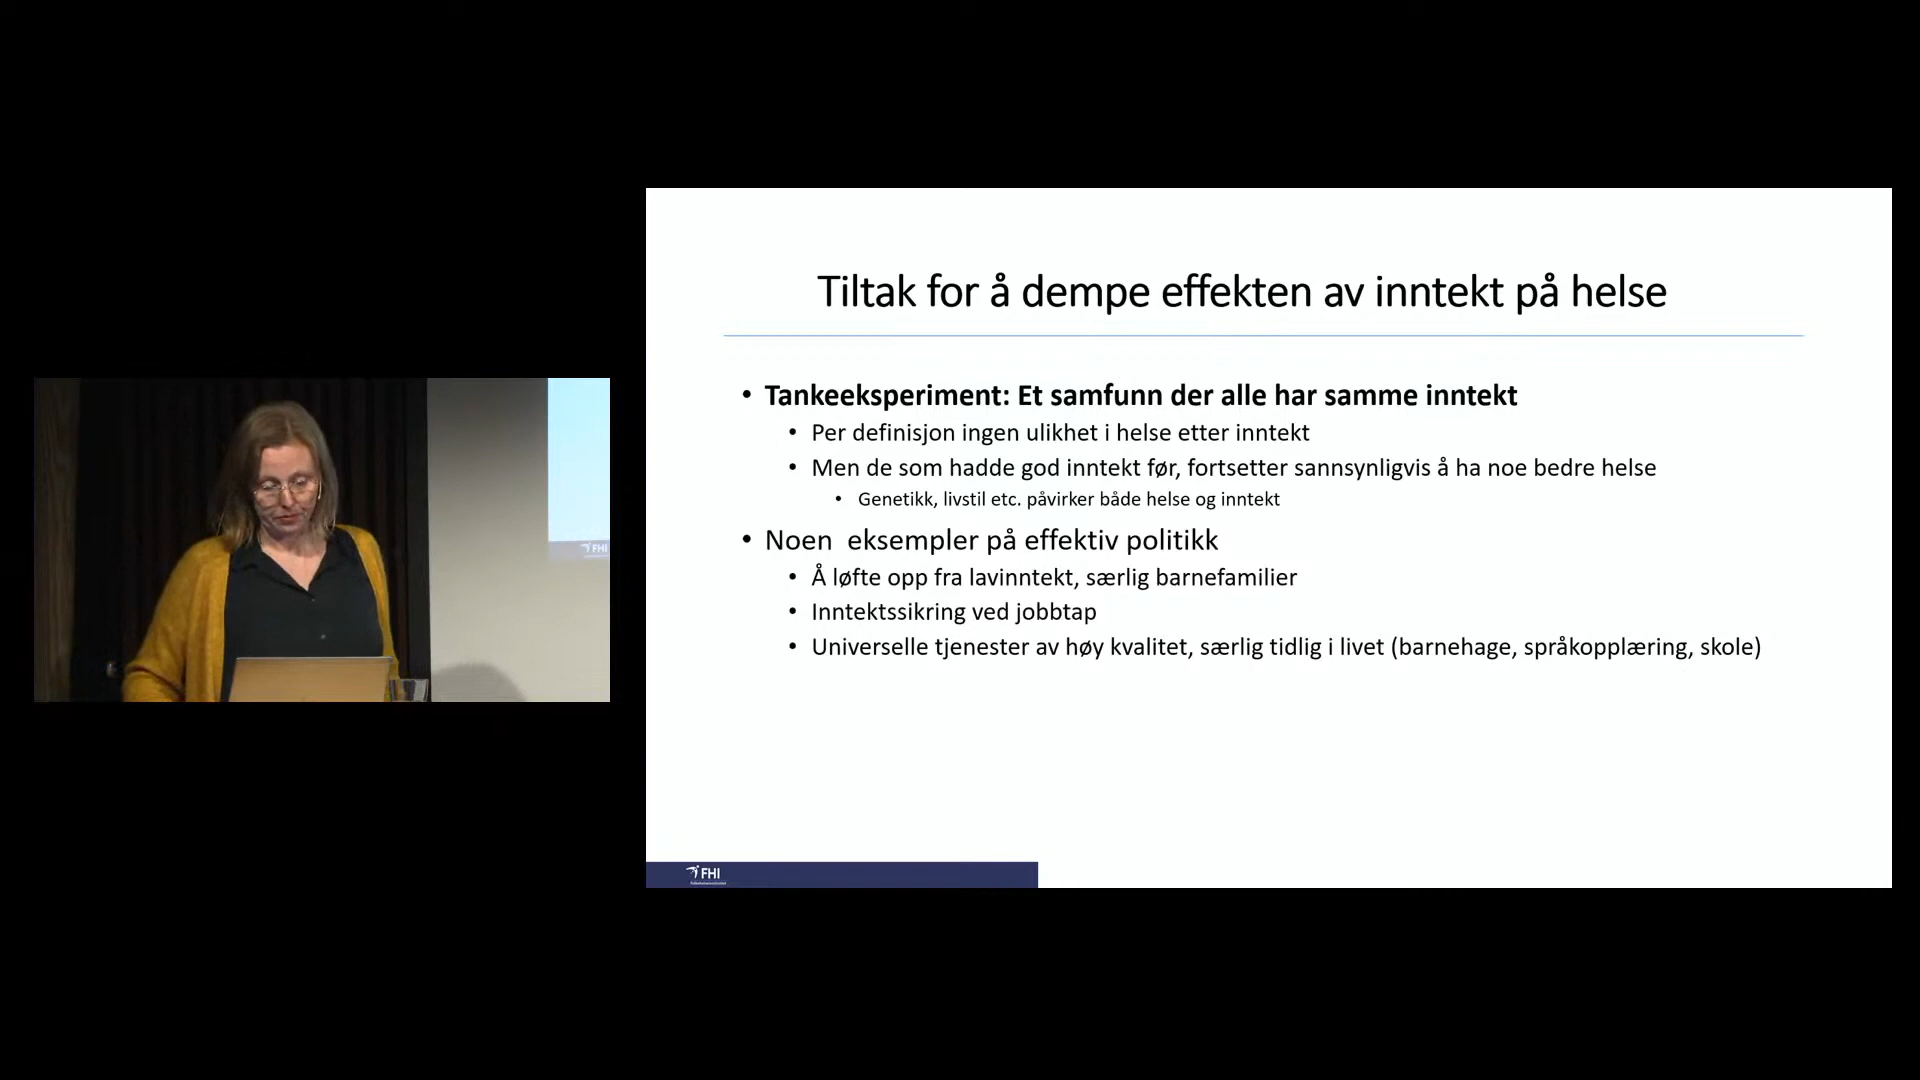 Tiltak for å dempe effekten av inntekt på helse
• Tankeeksperiment: Et samfunn der alle har samme inntekt
• Per definisjon ingen ulikhet i helse etter inntekt
• Men de som hadde god inntekt før, fortsetter sannsynligvis å ha noe bedre helse
• Genetikk, livstil etc. påvirker både helse og inntekt
• Noen eksempler på effektiv politikk
• Å løfte opp fra lavinntekt, særlig barnefamilier
• Inntektssikring ved jobbtap
• Universelle tjenester av høy kvalitet, særlig tidlig i livet (barnehage, språkopplæring, skole)
FHI
FHI